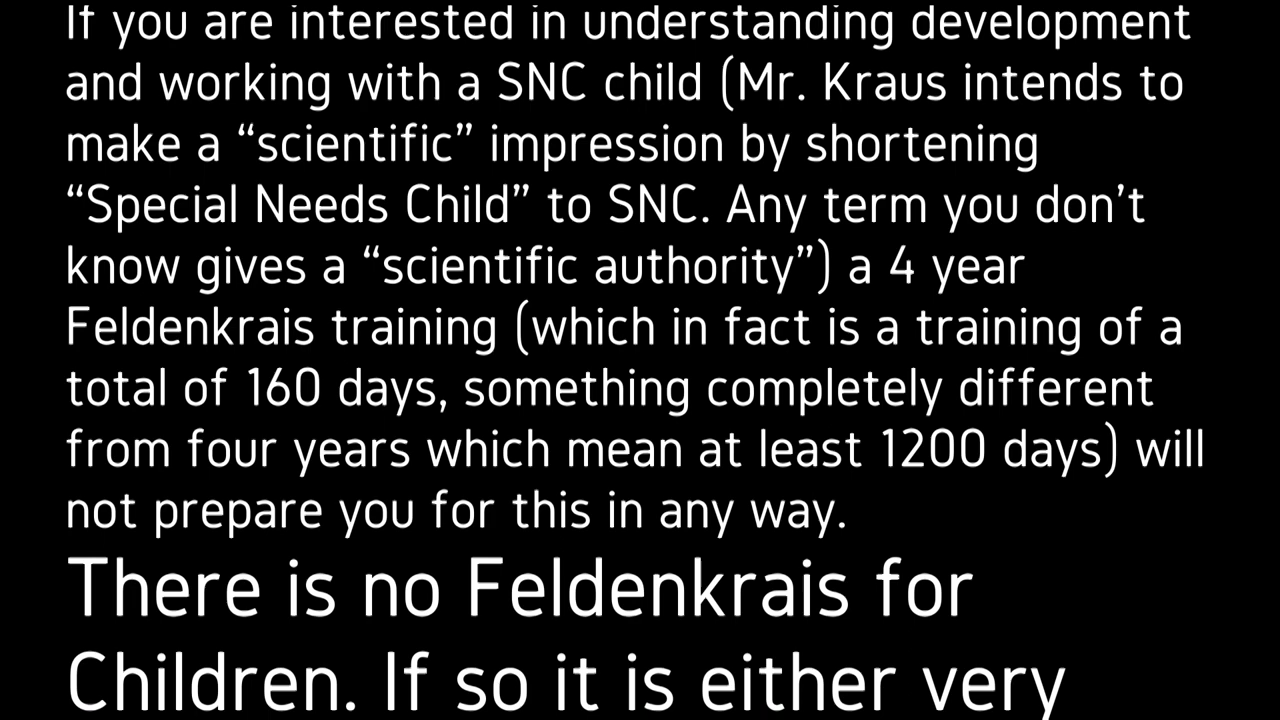 If you are interested in understanding development
and working with a SNC child (Mr. Kraus intends to
make a “scientific” impression by shortening
“Special Needs Child” to SNC. Any term you don’t
know gives a “scientific authority”) a 4 year
Feldenkrais training (which in fact is a training of a
total of 160 days, something completely different
from four years which mean at least 1200 days) will
not prepare you for this in any way.
There is no Feldenkrais for
Children. If so it is either very